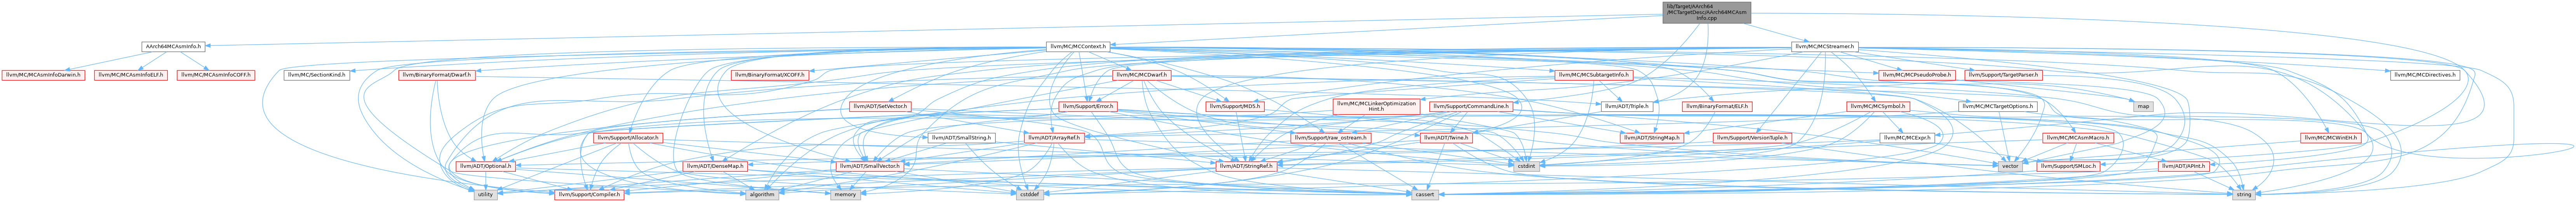 lib/Target/AArch64
/MCTargetDesc/AArch64MCAsm
Info.cpp
AArch64MCAsmInfo.h
llvm/MC/MCContext.h
llvm/MC/MCStreamer.h
llvm/MC/MCAsmInfoDarwin.h
llvm/MC/MCAsmInfoELF.h
llvm/MC/MCAsmInfoCOFF.h
llvm/MC/SectionKind.h
llvm/BinaryFormat/Dwarf.h
llvm/BinaryFormat/XCOFF.h
llvm/MC/MCDwarf.h
llvm/MC/MCSubtargetInfo.h
llvm/MC/MCPseudoProbe.h
llvm/Support/TargetParser.h
llvm/MC/MCDirectives.h
llvm/ADT/SetVector.h
llvm/Support/Error.h
llvm/Support/MD5.h
llvm/MC/MCLinkerOptimization
Hint.h
llvm/Support/CommandLine.h
llvm/ADT/Triple.h
llvm/BinaryFormat/ELF.h
llvm/MC/MCSymbol.h
llvm/MC/MCTargetOptions.h
map
llvm/Support/Allocator.h
llvm/ADT/SmallString.h
llvm/ADT/ArrayRef.h
llvm/Support/raw_ostream.h
llvm/ADT/Twine.h
llvm/ADT/StringMap.h
llvm/Support/VersionTuple.h
llvm/MC/MCExpr.h
llvm/MC/MCAsmMacro.h
llvm/MC/MCWinEH.h
llvm/ADT/Optional.h
llvm/ADT/DenseMap.h
llvm/ADT/SmallVector.h
llvm/ADT/StringRef.h
cstdint
vector
llvm/Support/SMLoc.h
llvm/ADT/APInt.h
utility
llvm/Support/Compiler.h
algorithm
memory
cstddef
cassert
string